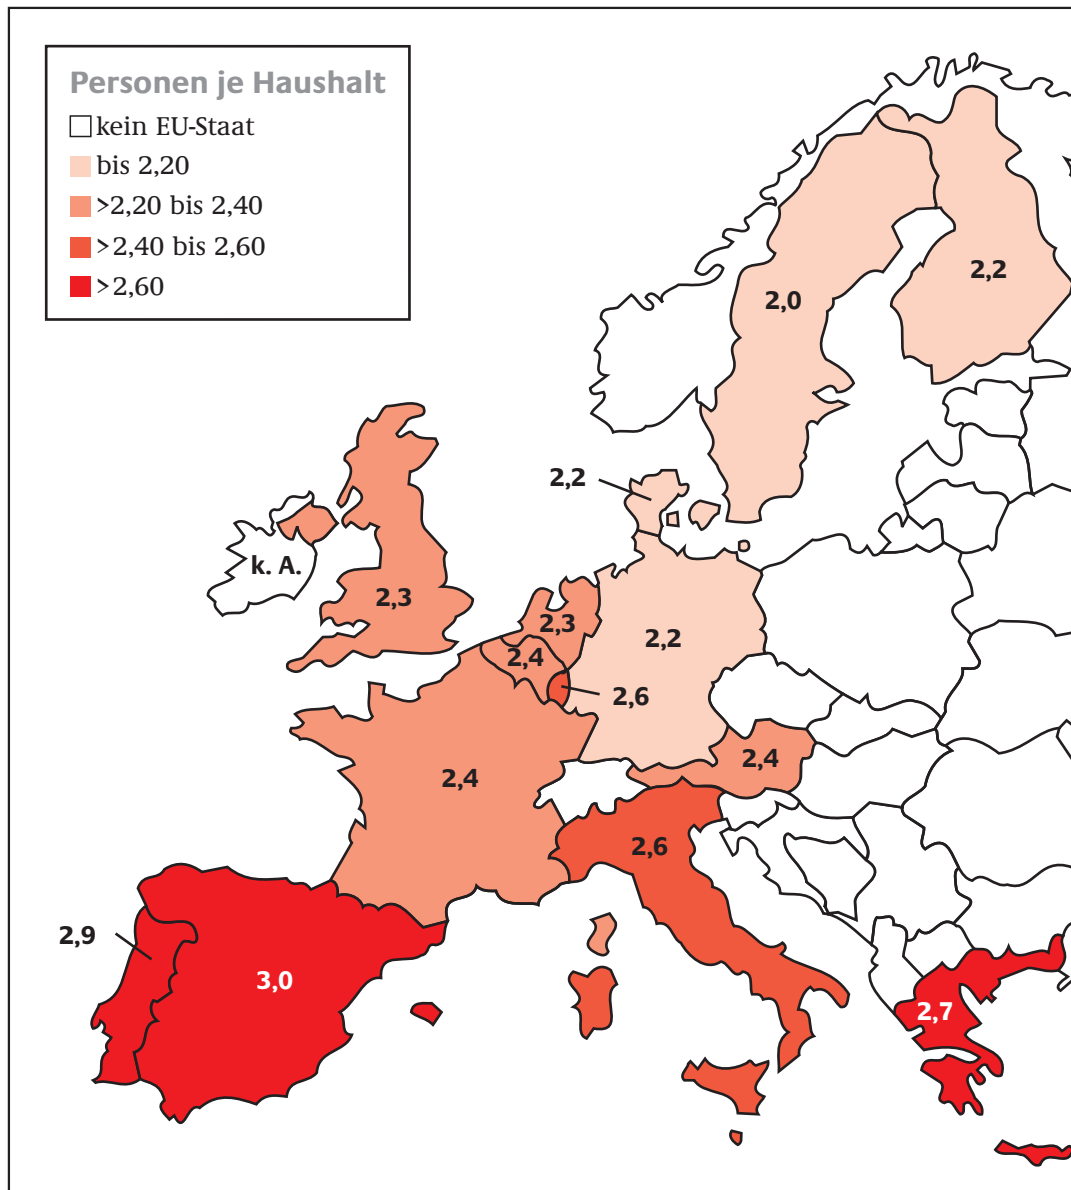 Personen je Haushalt
kein EU-Staat
bis 2,20
>2,20 bis 2,40
>2,40 bis 2,60
>2,60
2,2
2,0
2,2
k. A.
2,3
2,3
2,4
2,2
2,6
2,4
2,4
2,6
2,9
3,0
2,7